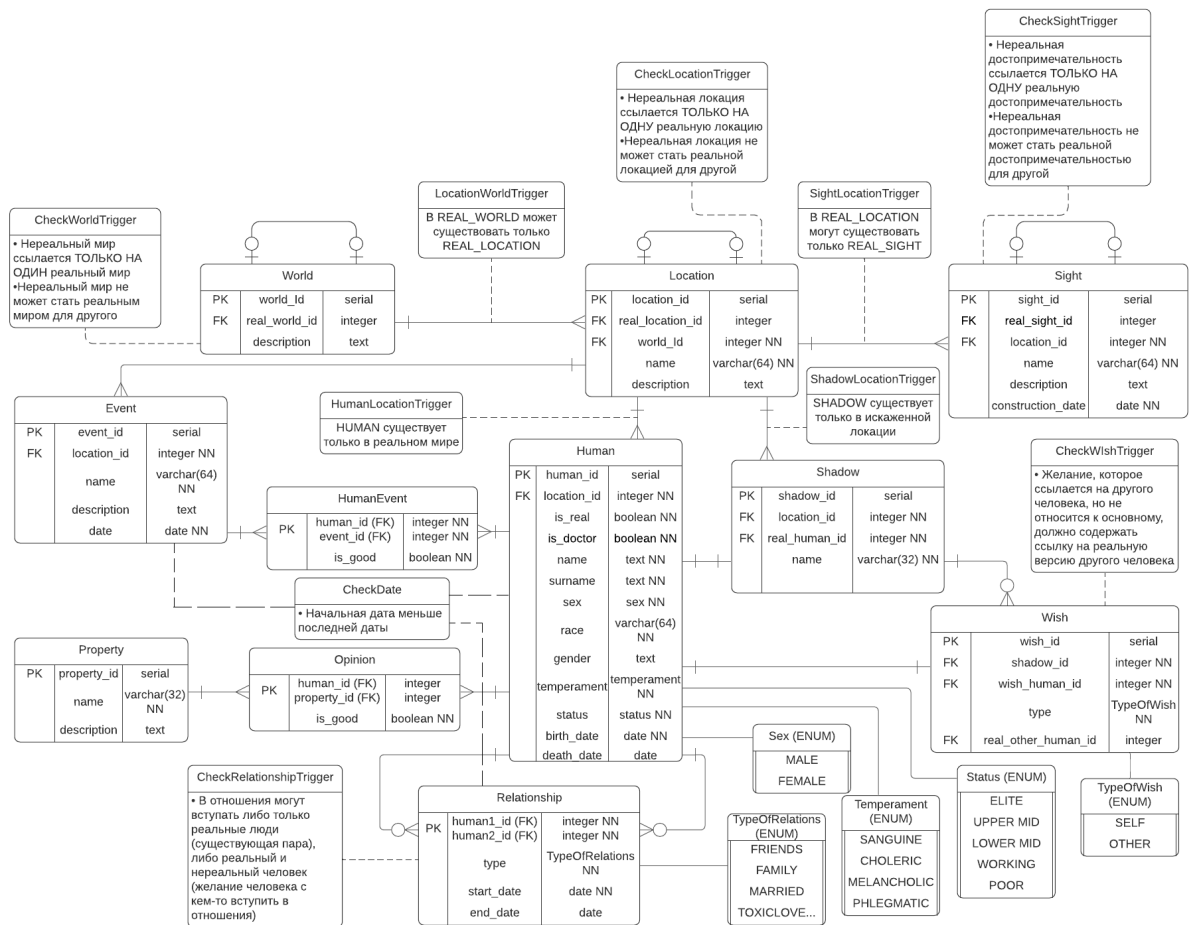 CheckSightTrigger
• Нереальная
достопримечательность
ссылается ТОЛЬКО НА
ОДНУ реальную
достопримечательность
•Нереальная
достопримечательность не
может стать реальной
достопримечательностью
для другой
CheckLocationTrigger
• Нереальная локация
ссылается ТОЛЬКО НА
ОДНУ реальную локацию
•Нереальная локация не
может стать реальной
локацией для другой
LocationWorldTrigger
В REAL_WORLD может
существовать только
REAL_LOCATION
SightLocationTrigger
В REAL_LOCATION
могут существовать
только REAL_SIGHT
CheckWorldTrigger
• Нереальный мир
ссылается ТОЛЬКО НА
ОДИН реальный мир
•Нереальный мир не
может стать реальным
миром для другого
World
PK world_Id serial
FK real_world_id integer
description text
Location
PK location_id serial
FK real_location_id integer
FK world_Id integer NN
name varchar(64) NN
description text
Sight
PK sight_id serial
FK real_sight_id integer
FK location_id integer NN
name varchar(64) NN
description text
construction_date date NN
Event
PK event_id serial
FK location_id integer NN
name varchar(64)
NN
description text
date date NN
HumanLocationTrigger
HUMAN существует
только в реальном мире
ShadowLocationTrigger
SHADOW существует
только в искаженной
локации
HumanEvent
PK human_id (FK) integer NN
event_id (FK) integer NN
is_good boolean NN
Human
PK human_id serial
FK location_id integer NN
is_real boolean NN
is_doctor boolean NN
name text NN
surname text NN
sex sex NN
race varchar(64)
NN
gender text
temperament temperament
NN
status status NN
birth_date date NN
death_date date
Shadow
PK shadow_id serial
FK location_id integer NN
FK real_human_id integer NN
name varchar(32) NN
CheckWIshTrigger
• Желание, которое
ссылается на другого
человека, но не
относится к основному,
должно содержать
ссылку на реальную
версию другого человека
CheckDate
• Начальная дата меньше
последней даты
Property
PK property_id serial
name varchar(32)
NN
description text
Opinion
PK human_id (FK) integer
property_id (FK) integer
is_good boolean NN
Wish
PK wish_id serial
FK shadow_id integer NN
FK wish_human_id integer NN
type TypeOfWish
NN
FK real_other_human_id integer
CheckRelationshipTrigger
• В отношения могут
вступать либо только
реальные люди
(существующая пара),
либо реальный и
нереальный человек
(желание человека с
кем-то вступить в
отношения)
Relationship
PK human1_id (FK) integer NN
human2_id (FK) integer NN
type TypeOfRelations
NN
start_date date NN
end_date date
Sex (ENUM)
MALE
FEMALE
TypeOfRelations
(ENUM)
FRIENDS
FAMILY
MARRIED
TOXICLOVE...
Temperament
(ENUM)
SANGUINE
CHOLERIC
MELANCHOLIC
PHLEGMATIC
Status (ENUM)
ELITE
UPPER MID
LOWER MID
WORKING
POOR
TypeOfWish
(ENUM)
SELF
OTHER